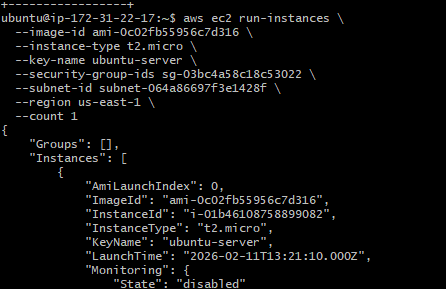 +-----------------+
ubuntu@ip-172-31-22-17:~$ aws ec2 run-instances \
  --image-id ami-0c02fb55956c7d316 \
  --instance-type t2.micro \
  --key-name ubuntu-server \
  --security-group-ids sg-03bc4a58c18c53022 \
  --subnet-id subnet-064a86697f3e1428f \
  --region us-east-1 \
  --count 1
{
    "Groups": [],
    "Instances": [
        {
            "AmiLaunchIndex": 0,
            "ImageId": "ami-0c02fb55956c7d316",
            "InstanceId": "i-01b46108758899082",
            "InstanceType": "t2.micro",
            "KeyName": "ubuntu-server",
            "LaunchTime": "2026-02-11T13:21:10.000Z",
            "Monitoring": {
                "State": "disabled"